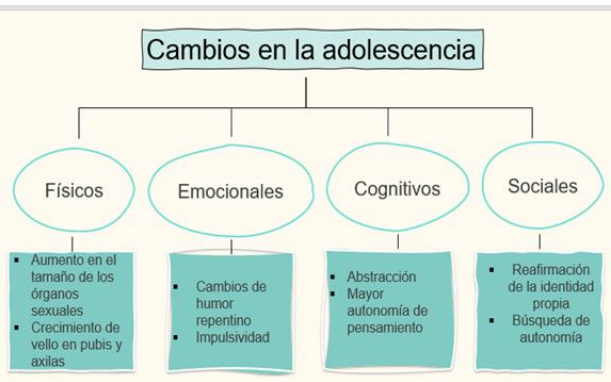 Cambios en la adolescencia
Físicos
Emocionales
Cognitivos
Sociales
▪ Aumento en el
tamaño de los
órganos
sexuales
▪ Crecimiento de
vello en pubis y
axilas
▪ Cambios de
humor
repentino
▪ Impulsividad
▪ Abstracción
▪ Mayor
autonomía de
pensamiento
▪ Reafirmación
de la identidad
propia
▪ Búsqueda de
autonomía